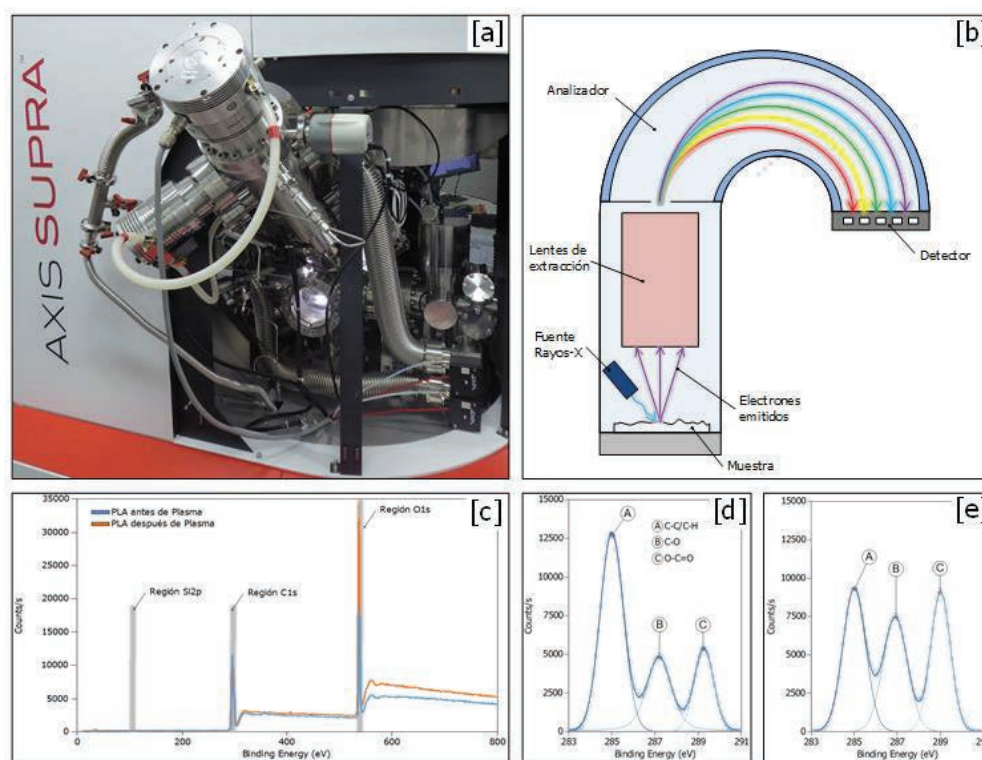 [a]
AXIS SUPRA™
[b]
Analizador
Lentes de
extracción
Detector
Fuente
Rayos-X
Electrones
emitidos
Muestra
[c]
PLA antes de Plasma
PLA después de Plasma
Región O1s
Región Si2p
Región C1s
Counts/s
35000
30000
25000
20000
15000
10000
5000
0
0
200
400
600
800
Binding Energy (eV)
[d]
A
A C-C/C-H
B C-O
C O-C=O
B
C
Counts/s
15000
12500
10000
7500
5000
2500
0
283
285
287
289
291
Binding Energy (eV)
[e]
A
B
C
Counts/s
15000
12500
10000
7500
5000
2500
0
283
285
287
289
291
Binding Energy (eV)